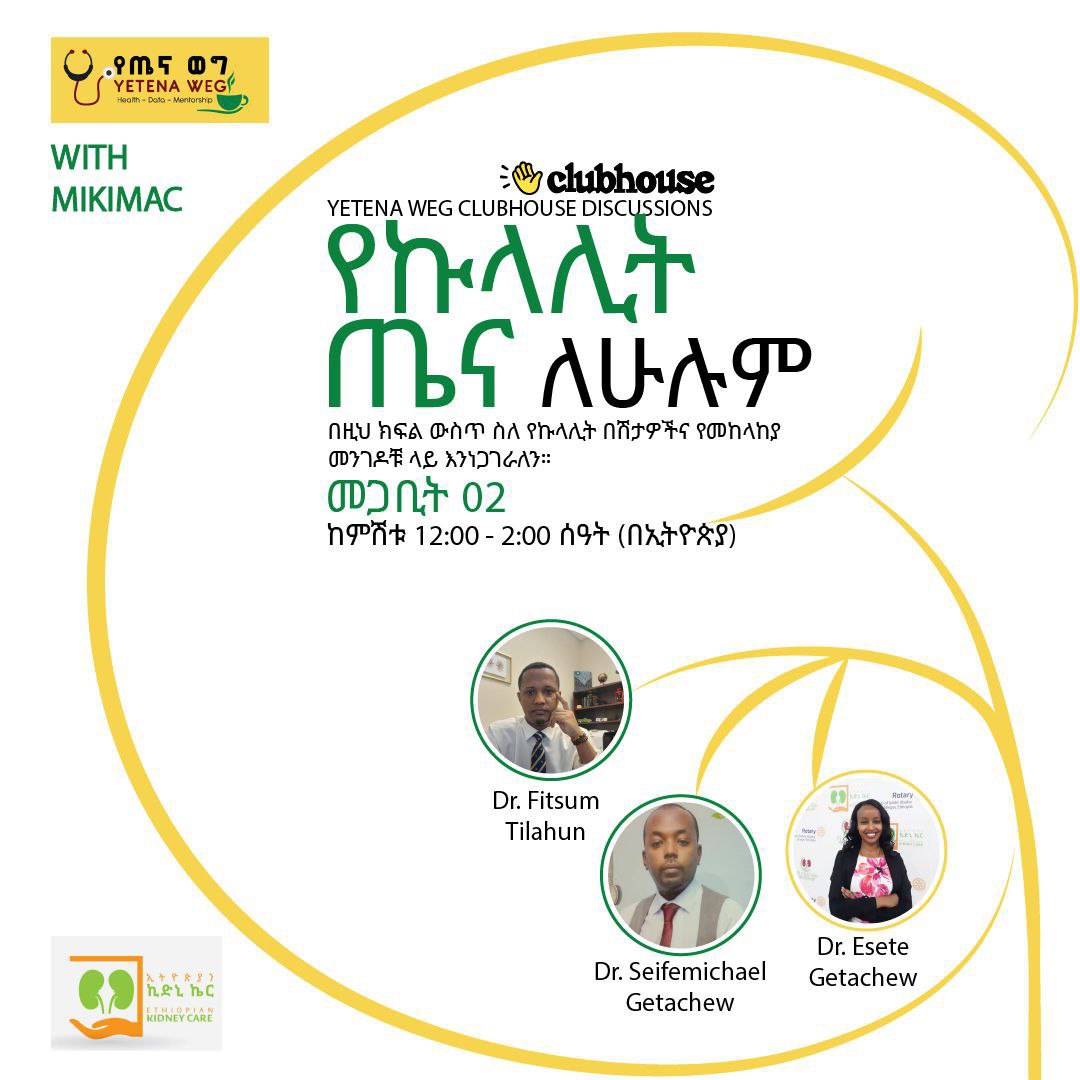 የጤና ወግ
YETENA WEG
Health – Data – Mentorship
WITH
MIKIMAC
clubhouse
YETENA WEG CLUBHOUSE DISCUSSIONS
የኩላሊት
ጤና ለሁሉም
በዚህ ክፍል ውስጥ ስለ የኩላሊት በሽታዎችና የመከላከያ
መንገዶቹ ላይ እንነጋገራለን።
መጋቢት 02
ከምሽቱ 12:00 - 2:00 ሰዓት (በኢትዮጵያ)
Dr. Fitsum
Tilahun
Dr. Seifemichael
Getachew
Rotary
Rotary
Dr. Esete
Getachew
ኢትዮጵያን
ኪድኒ ኬር
ETHIOPIAN
KIDNEY CARE